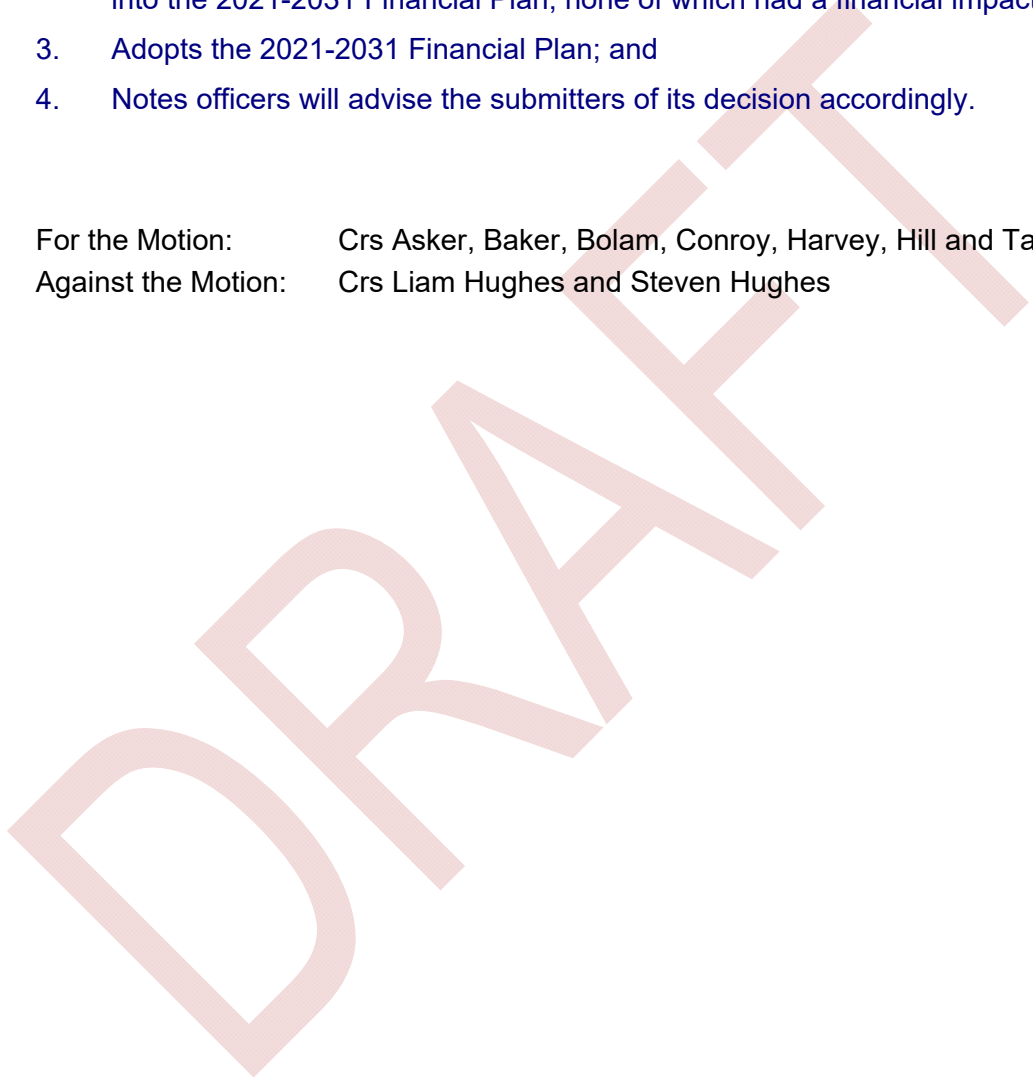 into the 2021-2031 Financial Plan, none of which had a financial impact
3. Adopts the 2021-2031 Financial Plan; and
4. Notes officers will advise the submitters of its decision accordingly.
For the Motion: Crs Asker, Baker, Bolam, Conroy, Harvey, Hill and
Against the Motion: Crs Liam Hughes and Steven Hughes
DRAFT